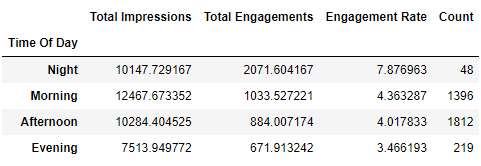 Total Impressions Total Engagements Engagement Rate Count
Time Of Day
Night 10147.729167 2071.604167 7.876963 48
Morning 12467.673352 1033.527221 4.363287 1396
Afternoon 10284.404525 884.007174 4.017833 1812
Evening 7513.949772 671.913242 3.466193 219